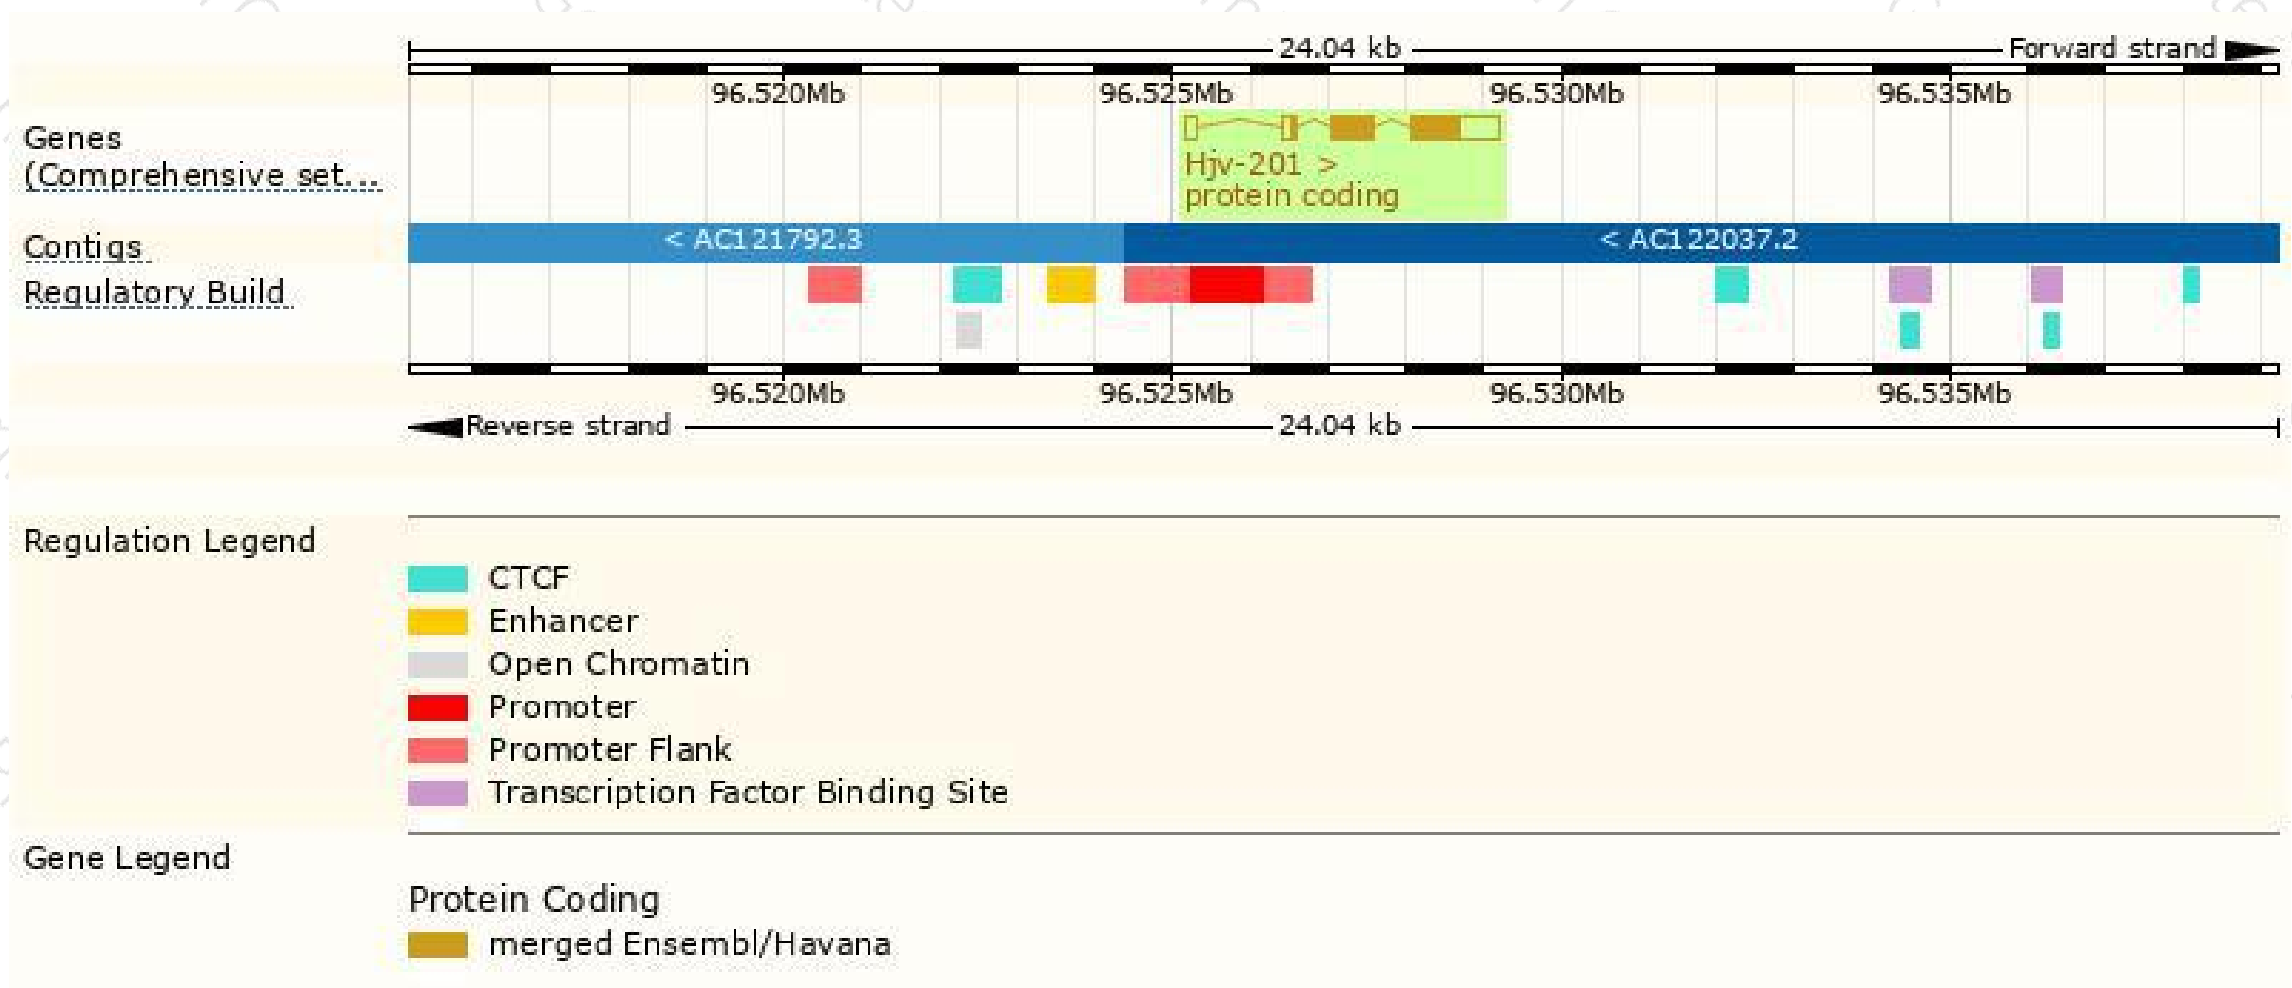 24.04 kb Forward strand
96.520Mb 96.525Mb 96.530Mb 96.535Mb
Genes
(Comprehensive set...
Hjv-201 >
protein coding
Contigs
< AC121792.3 < AC122037.2
Regulatory Build
96.520Mb 96.525Mb 96.530Mb 96.535Mb
Reverse strand 24.04 kb
Regulation Legend
CTCF
Enhancer
Open Chromatin
Promoter
Promoter Flank
Transcription Factor Binding Site
Gene Legend
Protein Coding
merged Ensembl/Havana